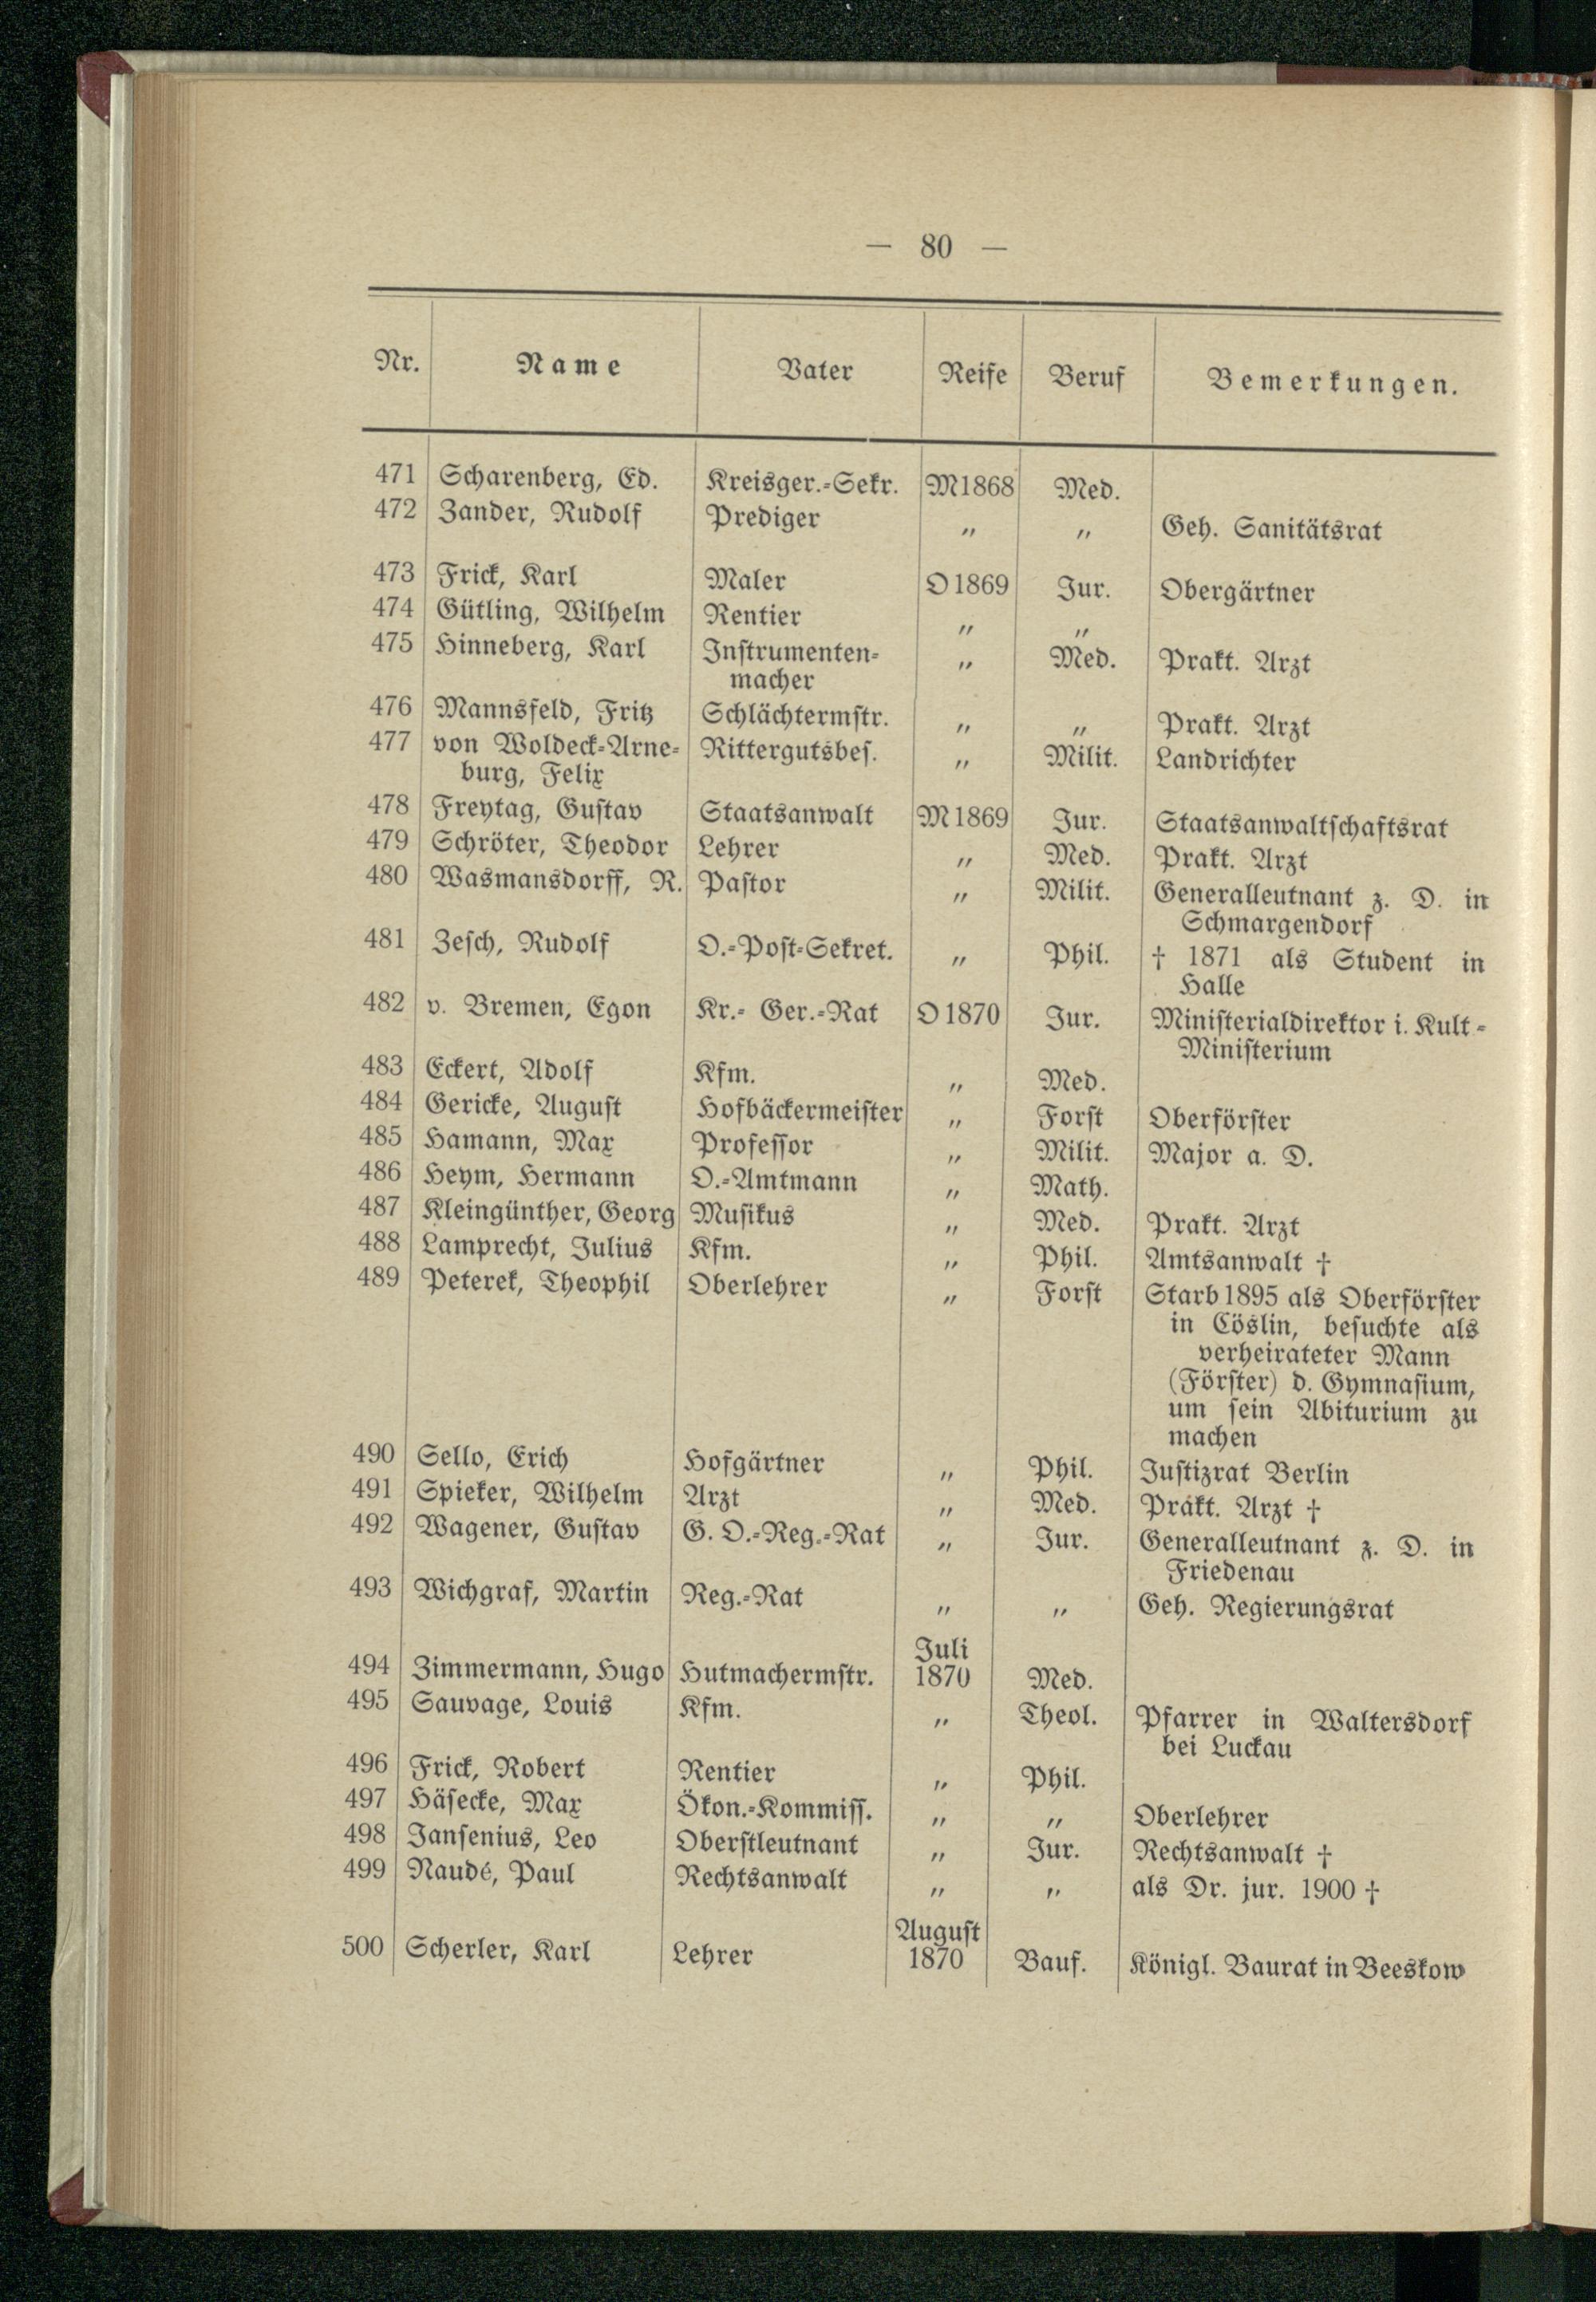 — 80 —
Nr. Name Vater Reife Beruf Bemerkungen.
471 Scharenberg, Ed. Kreisger.-Sekr. M1868 Med.
472 Zander, Rudolf Prediger " " Geh. Sanitätsrat
473 Frick, Karl Maler O1869 Jur. Obergärtner
474 Gütling, Wilhelm Rentier " "
475 Hinneberg, Karl Instrumenten- " Med. Prakt. Arzt
macher
476 Mannsfeld, Fritz Schlächtermstr. " " Prakt. Arzt
477 von Woldeck-Arne- Rittergutsbes. " Milit. Landrichter
burg, Felix
478 Freytag, Gustav Staatsanwalt M1869 Jur. Staatsanwaltschaftsrat
479 Schröter, Theodor Lehrer " Med. Prakt. Arzt
480 Wasmansdorff, R. Pastor " Milit. Generalleutnant z. D. in
Schmargendorf
481 Zesch, Rudolf O.-Post-Sekret. " Phil. † 1871 als Student in
Halle
482 v. Bremen, Egon Kr.- Ger.-Rat O1870 Jur. Ministerialdirektor i. Kult-
Ministerium
483 Eckert, Adolf Kfm. " Med.
484 Gericke, August Hofbäckermeister " Forst Oberförster
485 Hamann, Max Professor " Milit. Major a. D.
486 Heym, Hermann O.-Amtmann " Math.
487 Kleingünther, Georg Musikus " Med. Prakt. Arzt
488 Lamprecht, Julius Kfm. " Phil. Amtsanwalt †
489 Peterek, Theophil Oberlehrer " Forst Starb 1895 als Oberförster
in Cöslin, besuchte als
verheirateter Mann
(Förster) d. Gymnasium,
um sein Abiturium zu
machen
490 Sello, Erich Hofgärtner " Phil. Justizrat Berlin
491 Spieker, Wilhelm Arzt " Med. Prakt. Arzt †
492 Wagener, Gustav G. O.-Reg.-Rat " Jur. Generalleutnant z. D. in
Friedenau
493 Wichgraf, Martin Reg.-Rat " " Geh. Regierungsrat
Juli
494 Zimmermann, Hugo Hutmachermstr. 1870 Med.
495 Sauvage, Louis Kfm. " Theol. Pfarrer in Waltersdorf
bei Luckau
496 Frick, Robert Rentier " Phil.
497 Häsecke, Max Ökon.-Kommiss. " " Oberlehrer
498 Jansenius, Leo Oberstleutnant " Jur. Rechtsanwalt †
499 Naudé, Paul Rechtsanwalt " " als Dr. jur. 1900 †
August
500 Scherler, Karl Lehrer 1870 Bauf. Königl. Baurat in Beeskow